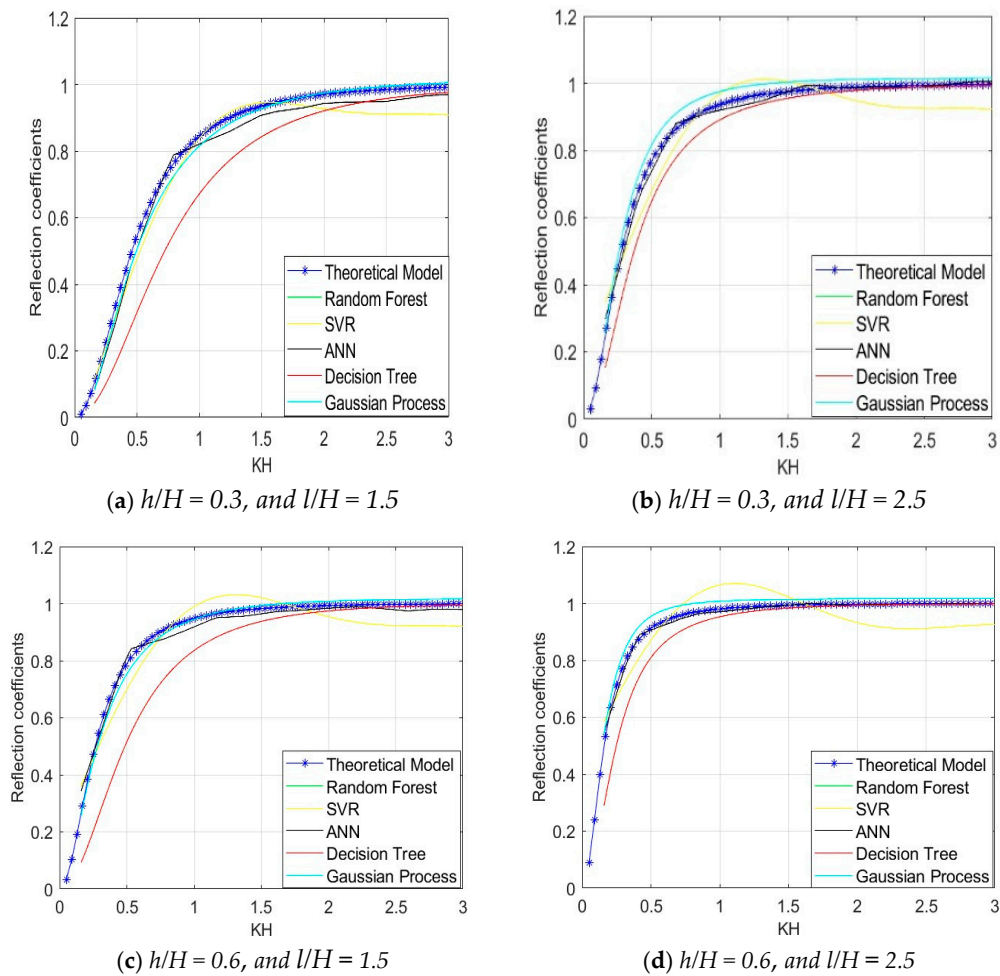 1.2
1
0.8
0.6
0.4
0.2
0
Reflection coefficients
Theoretical Model
Random Forest
SVR
ANN
Decision Tree
Gaussian Process
0 0.5 1 1.5 2 2.5 3
KH
(a) h/H = 0.3, and l/H = 1.5
1.2
1
0.8
0.6
0.4
0.2
0
Reflection coefficients
Theoretical Model
Random Forest
SVR
ANN
Decision Tree
Gaussian Process
0 0.5 1 1.5 2 2.5 3
KH
(b) h/H = 0.3, and l/H = 2.5
1.2
1
0.8
0.6
0.4
0.2
0
Reflection coefficients
Theoretical Model
Random Forest
SVR
ANN
Decision Tree
Gaussian Process
0 0.5 1 1.5 2 2.5 3
KH
(c) h/H = 0.6, and l/H = 1.5
1.2
1
0.8
0.6
0.4
0.2
0
Reflection coefficients
Theoretical Model
Random Forest
SVR
ANN
Decision Tree
Gaussian Process
0 0.5 1 1.5 2 2.5 3
KH
(d) h/H = 0.6, and l/H = 2.5